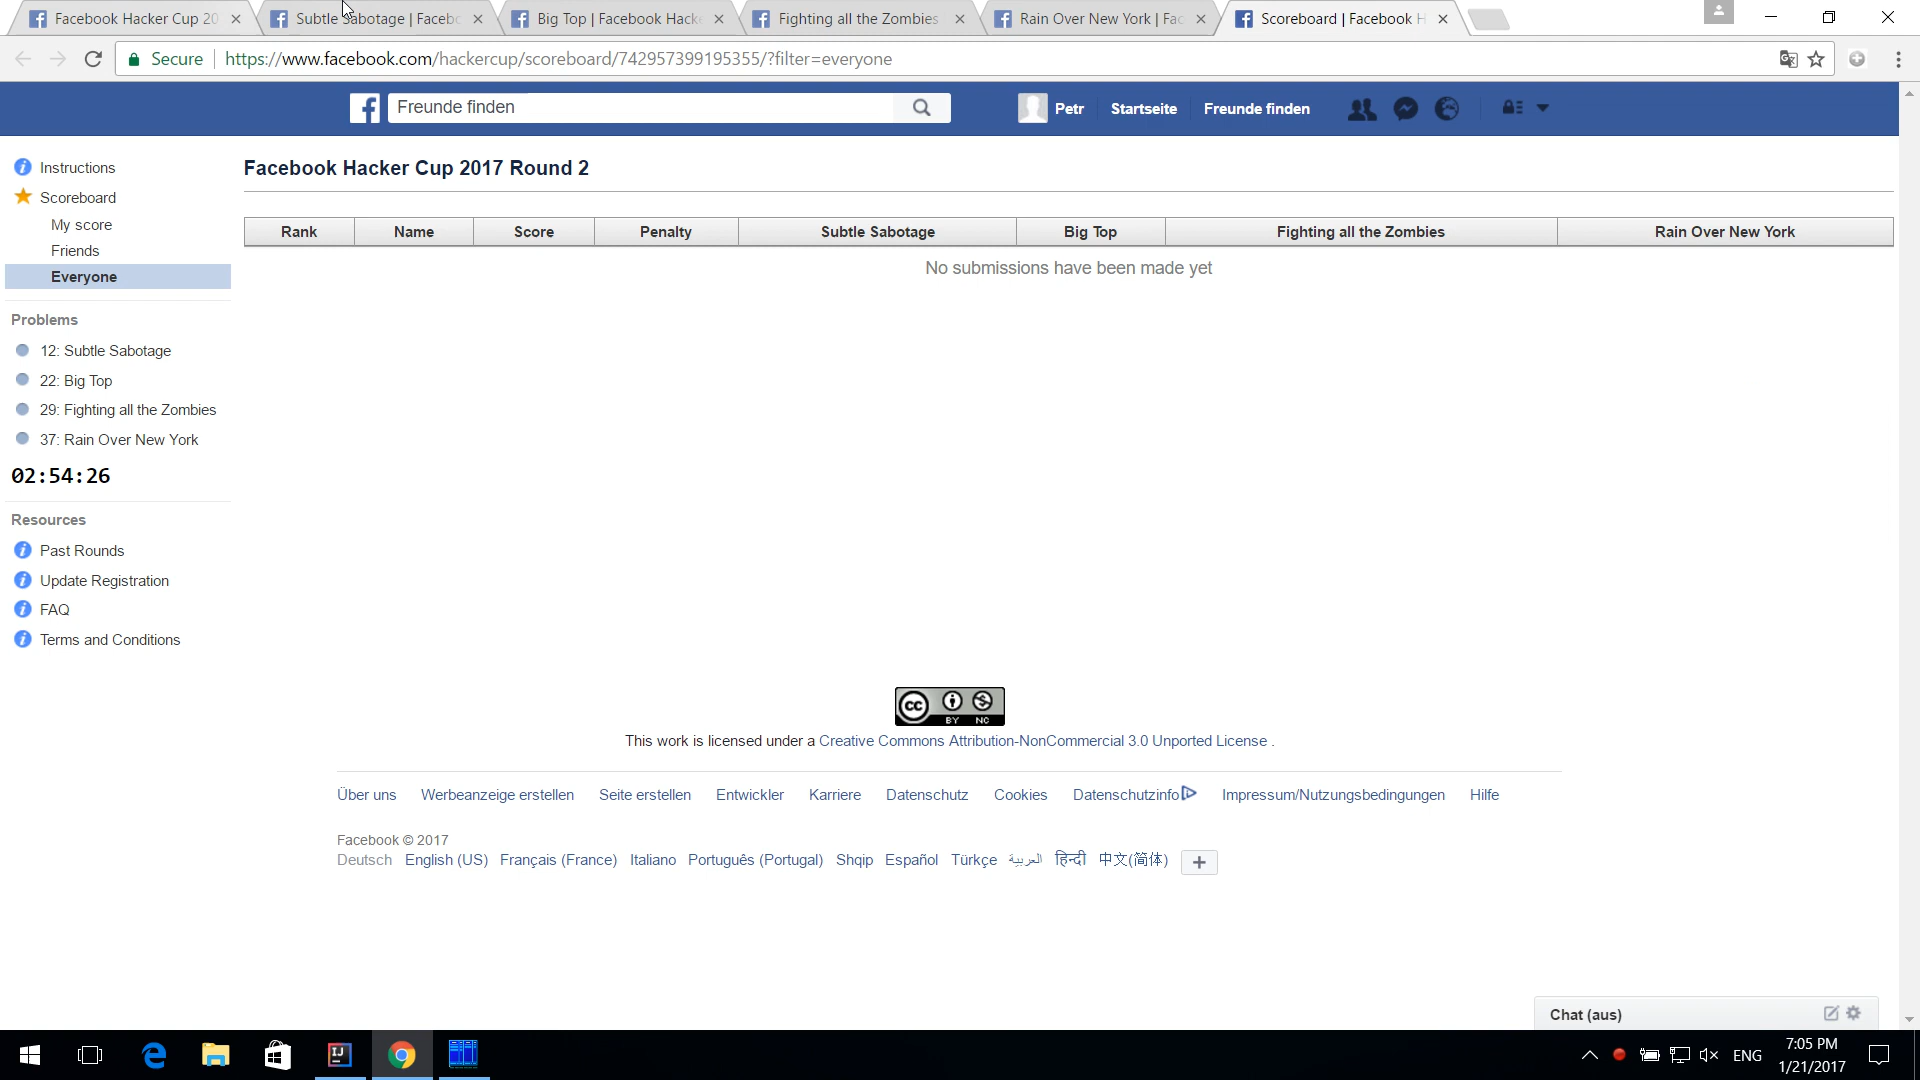 Facebook Hacker Cup 20
Subtle Sabotage | Facebo
Big Top | Facebook Hack
Fighting all the Zombies
Rain Over New York | Fac
Scoreboard | Facebook H
Secure
https://www.facebook.com/hackercup/scoreboard/742957399195355/?filter=everyone
Freunde finden
Petr
Startseite
Freunde finden
Instructions
Scoreboard
My score
Friends
Everyone
Problems
12: Subtle Sabotage
22: Big Top
29: Fighting all the Zombies
37: Rain Over New York
02:54:26
Resources
Past Rounds
Update Registration
FAQ
Terms and Conditions
Facebook Hacker Cup 2017 Round 2
Rank Name Score Penalty Subtle Sabotage Big Top Fighting all the Zombies Rain Over New York
No submissions have been made yet
cc BY NC
This work is licensed under a Creative Commons Attribution-NonCommercial 3.0 Unported License .
Über uns Werbeanzeige erstellen Seite erstellen Entwickler Karriere Datenschutz Cookies Datenschutzinfo Impressum/Nutzungsbedingungen Hilfe
Facebook © 2017
Deutsch English (US) Français (France) Italiano Português (Portugal) Shqip Español Türkçe العربية हिन्दी 中文(简体) +
Chat (aus)
IJ
ENG
7:05 PM
1/21/2017